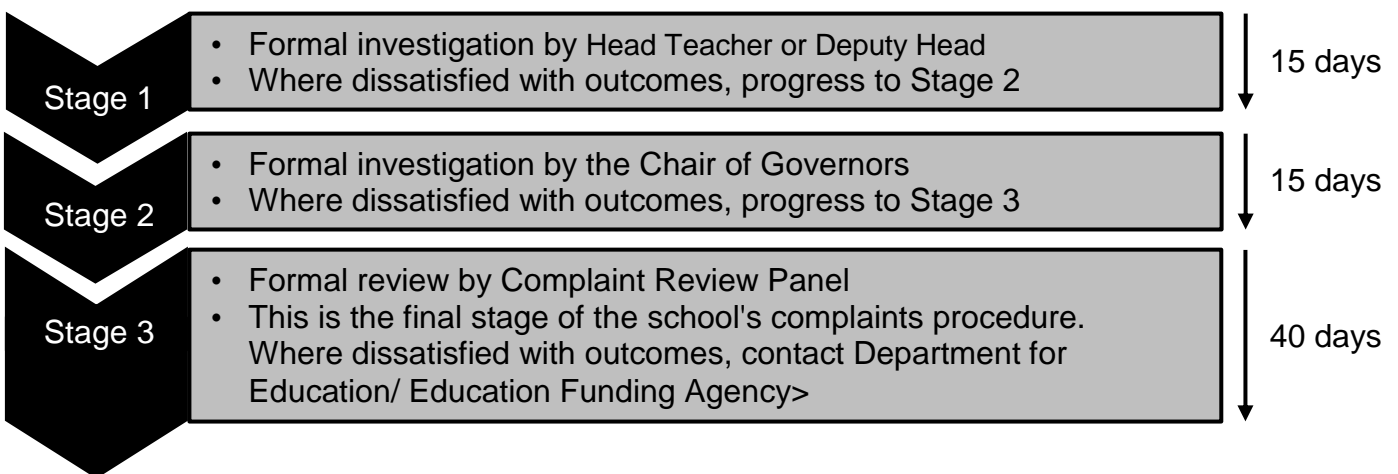 Stage 1
• Formal investigation by Head Teacher or Deputy Head
• Where dissatisfied with outcomes, progress to Stage 2
15 days
Stage 2
• Formal investigation by the Chair of Governors
• Where dissatisfied with outcomes, progress to Stage 3
15 days
Stage 3
• Formal review by Complaint Review Panel
• This is the final stage of the school's complaints procedure.
Where dissatisfied with outcomes, contact Department for
Education/ Education Funding Agency>
40 days